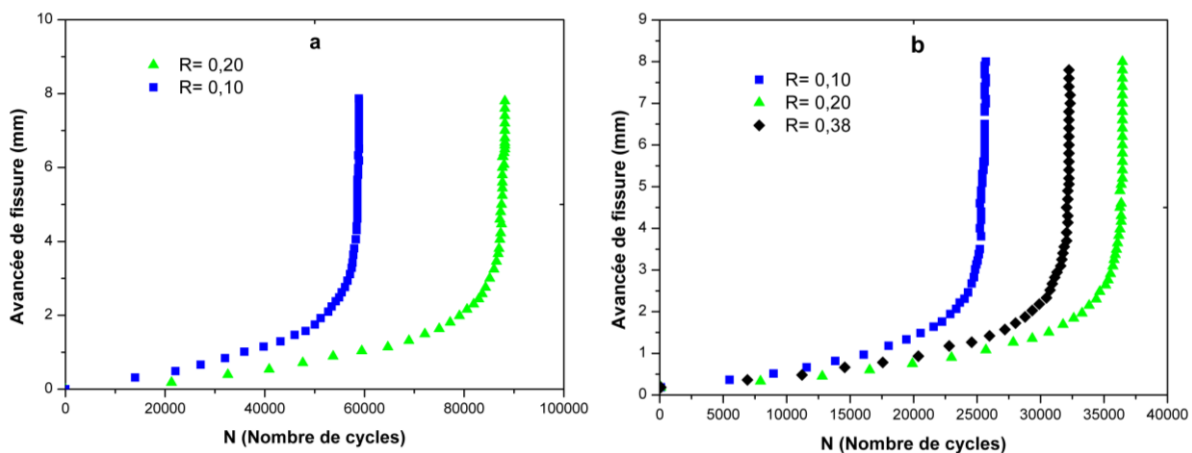 a
R= 0,20
R= 0,10
Avancée de fissure (mm)
10
8
6
4
2
0
0 20000 40000 60000 80000 100000
N (Nombre de cycles)
b
R= 0,10
R= 0,20
R= 0,38
Avancée de fissure (mm)
9
8
7
6
5
4
3
2
1
0
0 5000 10000 15000 20000 25000 30000 35000 40000
N (Nombre de cycles)